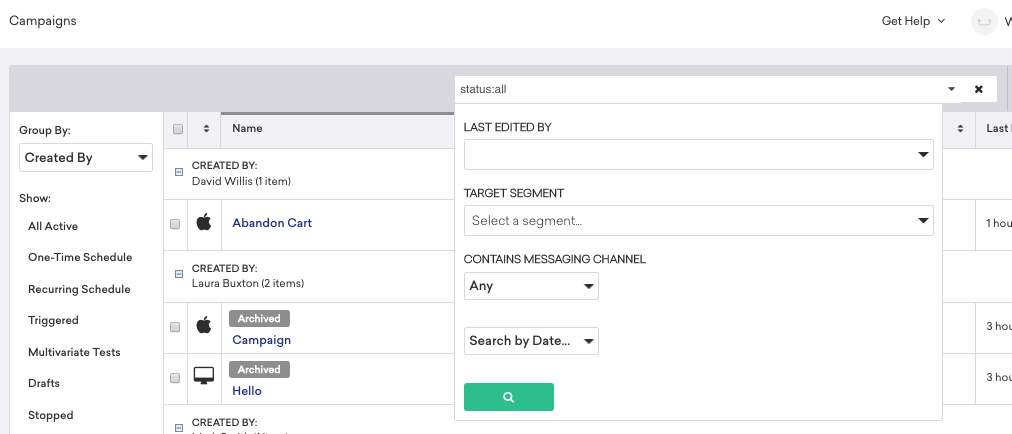 Campaigns
Get Help
W
status:all
Group By:
Created By
Show:
All Active
One-Time Schedule
Recurring Schedule
Triggered
Multivariate Tests
Drafts
Stopped
Name
Last
CREATED BY:
David Willis (1 item)
Abandon Cart
1 hou
CREATED BY:
Laura Buxton (2 items)
Archived
Campaign
3 hou
Archived
Hello
3 hou
CREATED BY:
LAST EDITED BY
TARGET SEGMENT
Select a segment...
CONTAINS MESSAGING CHANNEL
Any
Search by Date...